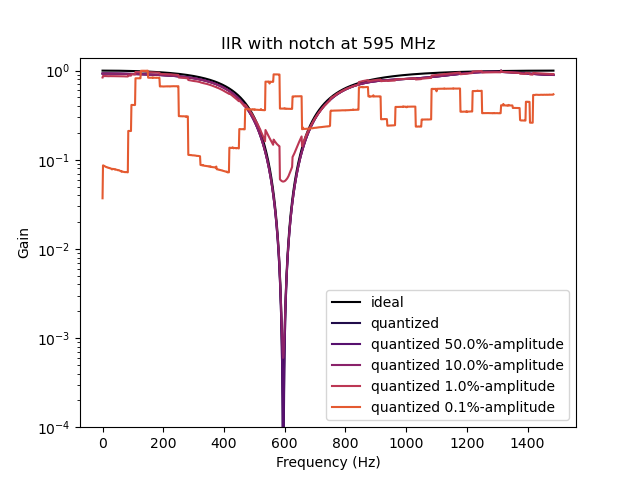 IIR with notch at 595 MHz
10⁰
10⁻¹
10⁻²
10⁻³
10⁻⁴
Gain
ideal
quantized
quantized 50.0%-amplitude
quantized 10.0%-amplitude
quantized 1.0%-amplitude
quantized 0.1%-amplitude
0 200 400 600 800 1000 1200 1400
Frequency (Hz)